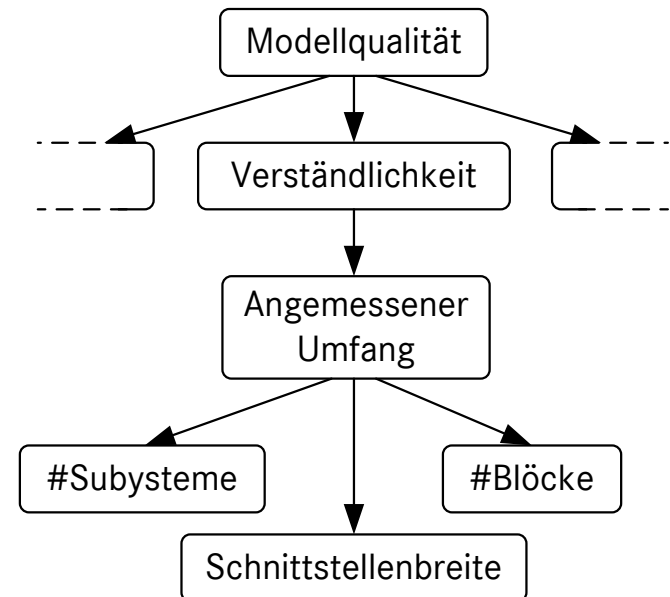 Modellqualität
Verständlichkeit
Angemessener
Umfang
#Subysteme
#Blöcke
Schnittstellenbreite